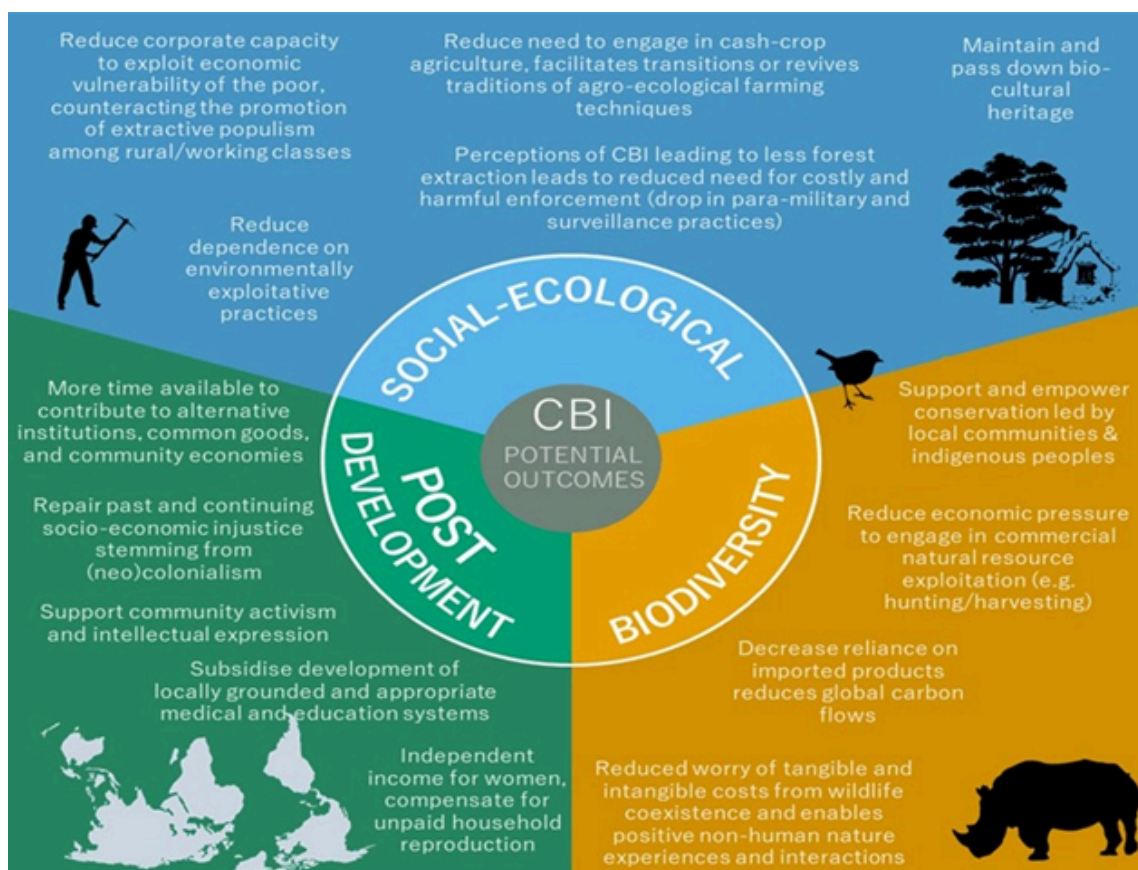 Reduce corporate capacity
to exploit economic
vulnerability of the poor,
counteracting the promotion
of extractive populism
among rural/working classes
Reduce need to engage in cash-crop
agriculture, facilitates transitions or revives
traditions of agro-ecological farming
techniques
Maintain and
pass down bio-
cultural
heritage
Perceptions of CBI leading to less forest
extraction leads to reduced need for costly and
harmful enforcement (drop in para-military and
surveillance practices)
Reduce
dependence on
environmentally
exploitative
practices
SOCIAL-ECOLOGICAL
CBI
POTENTIAL
OUTCOMES
POST
DEVELOPMENT
BIODIVERSITY
More time available to
contribute to alternative
institutions, common goods,
and community economies
Repair past and continuing
socio-economic injustice
stemming from
(neo)colonialism
Support community activism
and intellectual expression
Subsidise development of
locally grounded and appropriate
medical and education systems
Independent
income for women,
compensate for
unpaid household
reproduction
Support and empower
conservation led by
local communities &
indigenous peoples
Reduce economic pressure
to engage in commercial
natural resource
exploitation (e.g.
hunting/harvesting)
Decrease reliance on
imported products
reduces global carbon
flows
Reduced worry of tangible and
intangible costs from wildlife
coexistence and enables
positive non-human nature
experiences and interactions